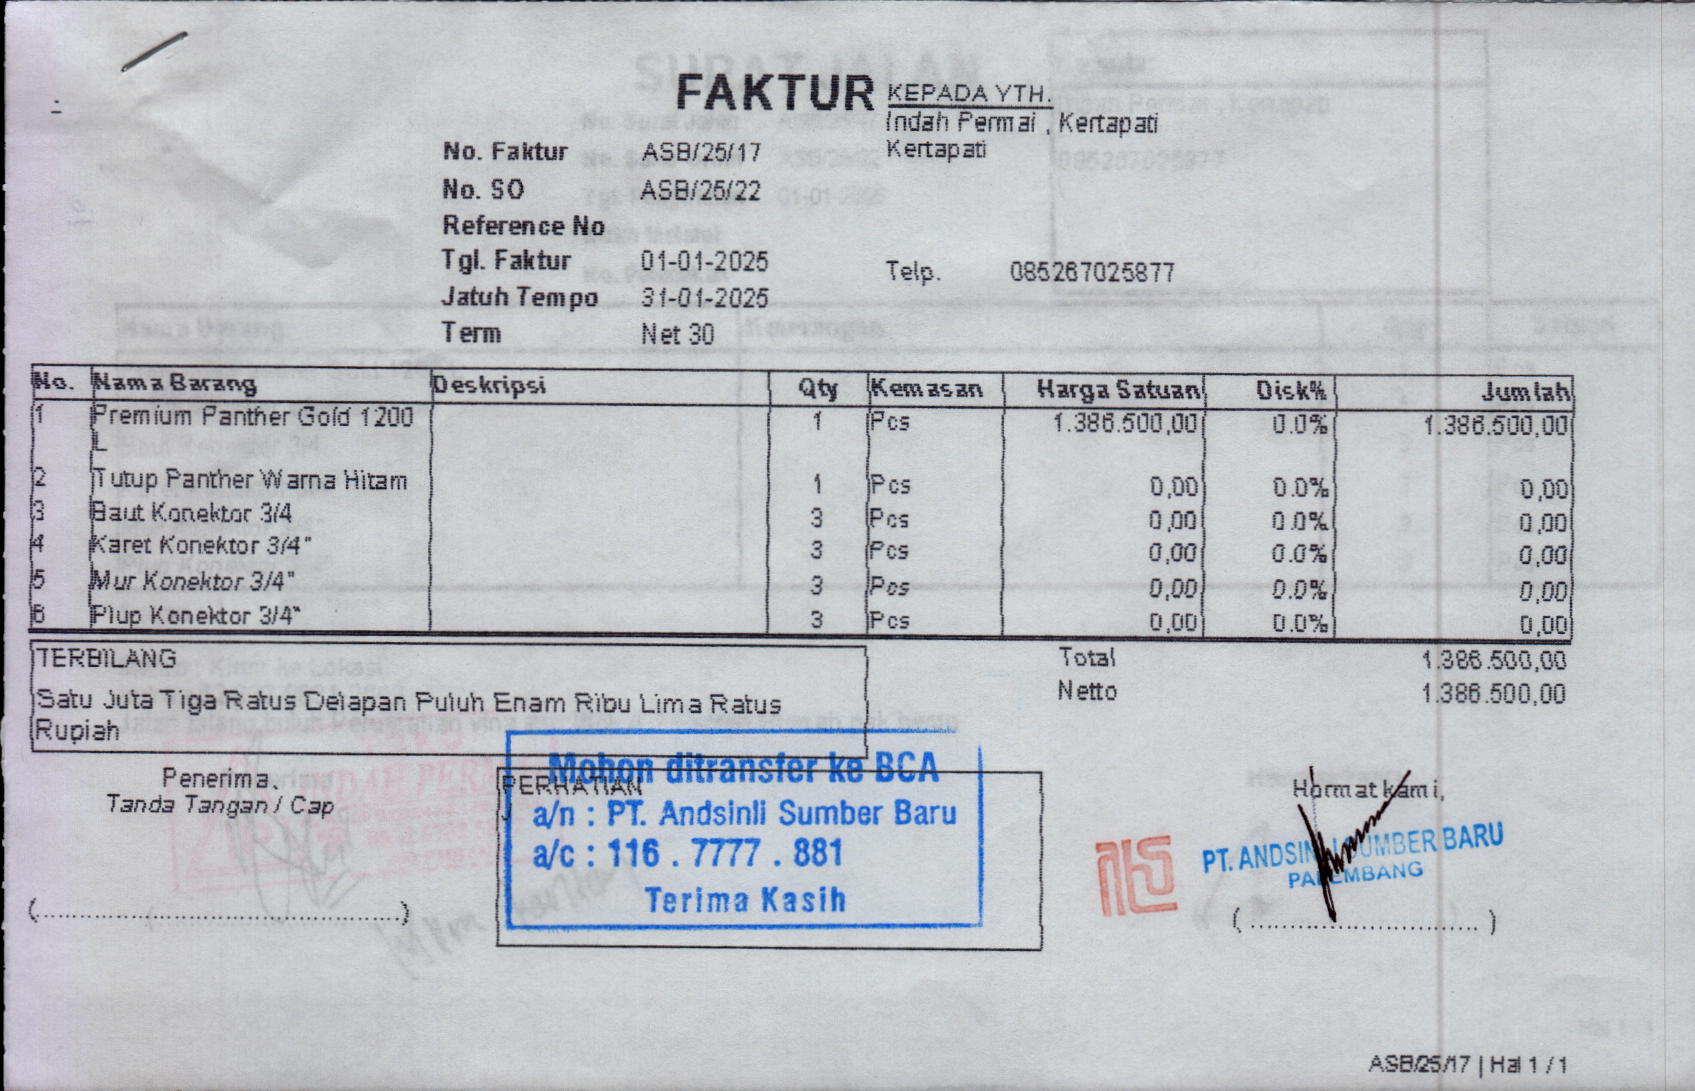 FAKTUR
KEPADA YTH.
Indah Permai , Kertapati
Kertapati
No. Faktur ASB/25/17
No. SO ASB/25/22
Reference No
Tgl. Faktur 01-01-2025
Telp. 085267025877
Jatuh Tempo 31-01-2025
Term Net 30
No. Nama Barang Deskripsi Qty Kemasan Harga Satuan Disk% Jumlah
1 Premium Panther Gold 1200 1 Pcs 1.386.500,00 0.0% 1.386.500,00
L
2 Tutup Panther Warna Hitam 1 Pcs 0,00 0.0% 0,00
3 Baut Konektor 3/4 3 Pcs 0,00 0.0% 0,00
4 Karet Konektor 3/4" 3 Pcs 0,00 0.0% 0,00
5 Mur Konektor 3/4" 3 Pcs 0,00 0.0% 0,00
6 Plup Konektor 3/4" 3 Pcs 0,00 0.0% 0,00
TERBILANG
Satu Juta Tiga Ratus Delapan Puluh Enam Ribu Lima Ratus
Rupiah
Total 1.386.500,00
Netto 1.386.500,00
Penerima,
Tanda Tangan / Cap
(..............................)
PERHATIAN
Mohon ditransfer ke BCA
a/n : PT. Andsinli Sumber Baru
a/c : 116 . 7777 . 881
Terima Kasih
Hormat kami,
PT. ANDSINLI SUMBER BARU
PALEMBANG
(..............................)
ASB/25/17 | Hal 1 / 1